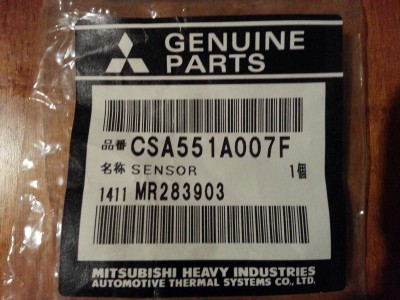 GENUINE
PARTS
品番 CSA551A007F
名称 SENSOR 1個
1411 MR283903
MITSUBISHI HEAVY INDUSTRIES
AUTOMOTIVE THERMAL SYSTEMS CO., LTD.